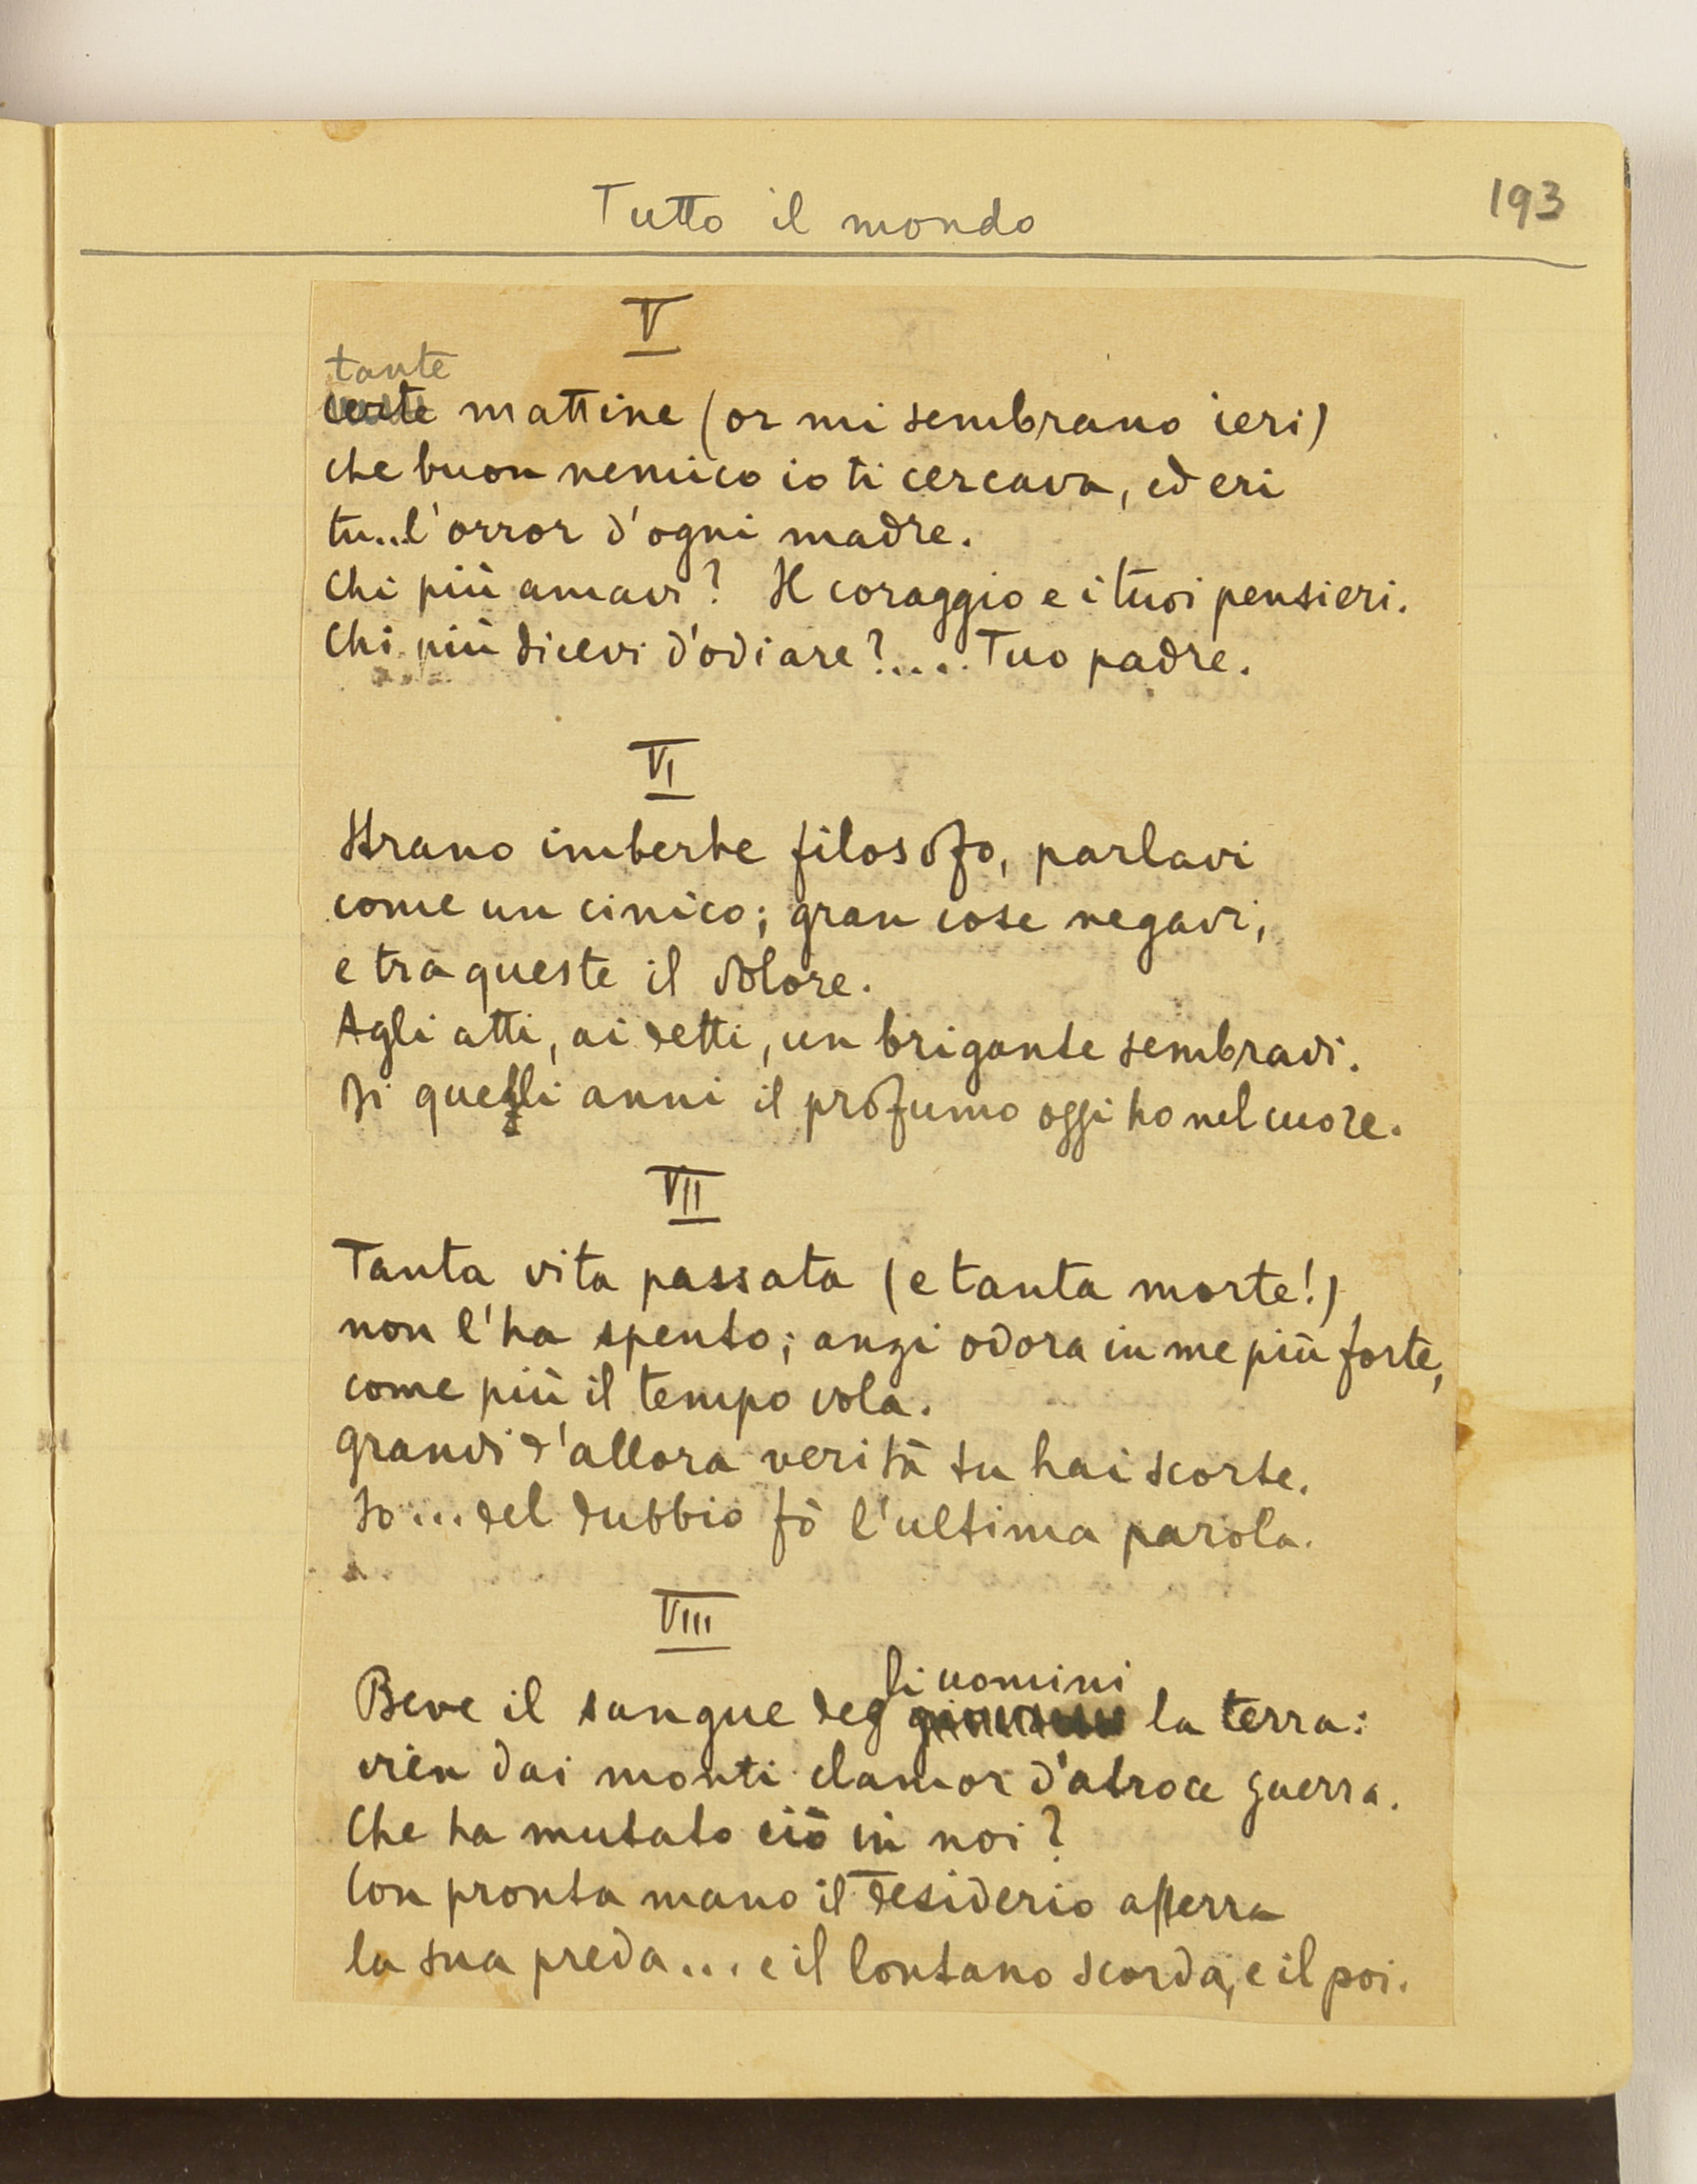 Tutto il mondo
193
V
tante
certe mattine (or mi sembrano ieri)
che buon nemico io ti cercava, ed eri
tu...l'orror d'ogni madre.
Chi più amavi? Il coraggio e i tuoi pensieri.
Chi più dicevi d'odiare?.... Tuo padre.
VI
Strano imberbe filosofo, parlavi
come un cinico; gran cose negavi,
e tra queste il dolore.
Agli atti, ai detti, un brigante sembravi.
Di quegli anni il profumo oggi ho nel cuore.
VII
Tanta vita passata (e tanta morte!)
non l'ha spento; anzi odora in me più forte,
come più il tempo vola.
Grandi d'allora verità tu hai scorte.
Io... del dubbio fò l'ultima parola.
VIII
li uomini
Beve il sangue deg la terra:
vien dai monti clamor d'atroce guerra.
Che ha mutato ciò in noi?
Con pronta mano il desiderio afferra
la sua preda... e il lontano scorda, e il poi.